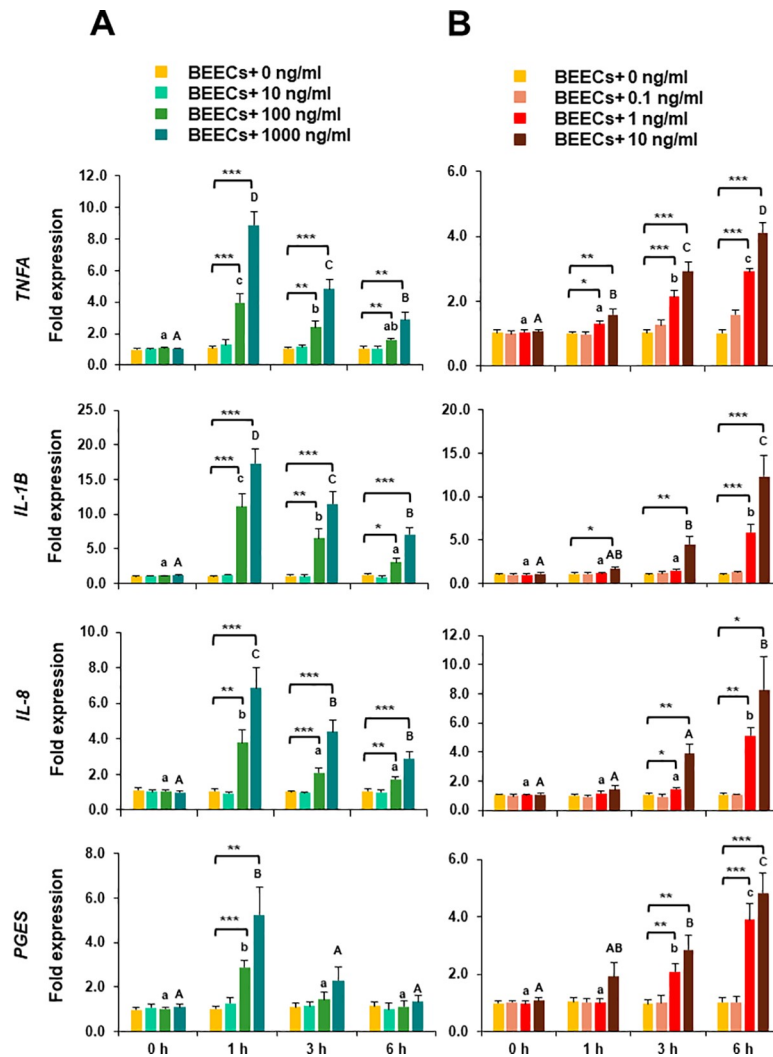 A
BEECs+ 0 ng/ml
BEECs+ 10 ng/ml
BEECs+ 100 ng/ml
BEECs+ 1000 ng/ml
B
BEECs+ 0 ng/ml
BEECs+ 0.1 ng/ml
BEECs+ 1 ng/ml
BEECs+ 10 ng/ml
TNFA
Fold expression
12.0
10.0
8.0
6.0
4.0
2.0
0.0
a A
*** *** c D
*** ** b C
** ** ab B
6.0
4.0
2.0
0.0
a A
** * a B
*** *** b C
*** *** c D
IL-1B
Fold expression
25.0
20.0
15.0
10.0
5.0
0.0
a A
*** *** c D
*** ** b C
*** * a B
20.0
15.0
10.0
5.0
0.0
a A
* a AB
** a B
*** *** b C
IL-8
Fold expression
10.0
8.0
6.0
4.0
2.0
0.0
a A
*** ** b C
*** *** a B
*** ** a B
12.0
10.0
8.0
6.0
4.0
2.0
0.0
a A
a A
** * a A
* ** b B
PGES
Fold expression
8.0
6.0
4.0
2.0
0.0
a A
** *** b B
a A
a A
0 h 1 h 3 h 6 h
6.0
4.0
2.0
0.0
a A
a AB
** ** b B
*** *** c C
0 h 1 h 3 h 6 h